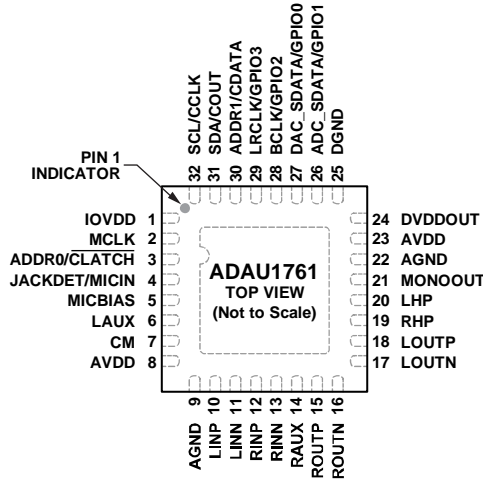 32 SCL/CCLK
31 SDA/COUT
30 ADDR1/CDATA
29 LRCLK/GPIO3
28 BCLK/GPIO2
27 DAC_SDATA/GPIO0
26 ADC_SDATA/GPIO1
25 DGND
PIN 1
INDICATOR
IOVDD 1
MCLK 2
ADDR0/CLATCH 3
JACKDET/MICIN 4
MICBIAS 5
LAUX 6
CM 7
AVDD 8
ADAU1761
TOP VIEW
(Not to Scale)
24 DVDDOUT
23 AVDD
22 AGND
21 MONOOUT
20 LHP
19 RHP
18 LOUTP
17 LOUTN
AGND 9
LINP 10
LINN 11
RINP 12
RINN 13
RAUX 14
ROUTP 15
ROUTN 16